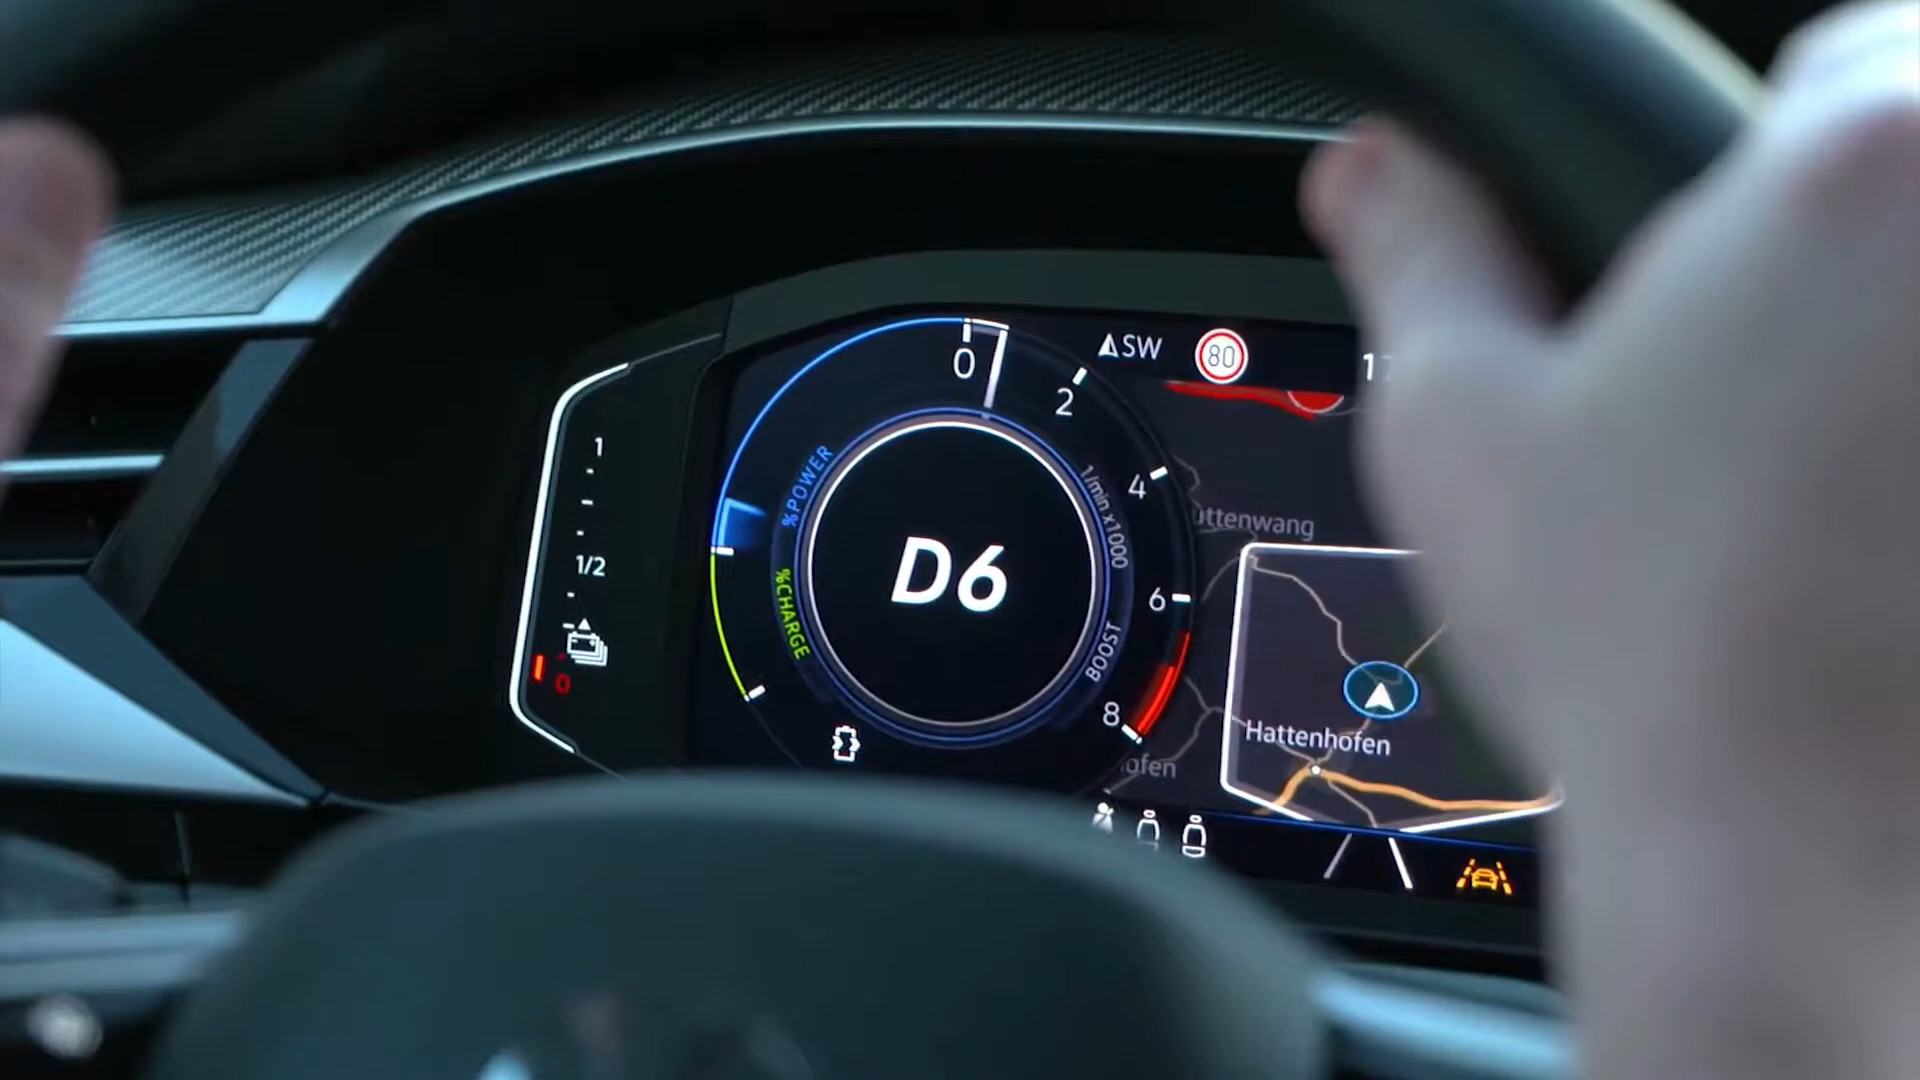 1
1/2
0
0
2
4
6
8
%POWER
%CHARGE
1/min x1000
BOOST
D6
SW
80
Hattenhofen